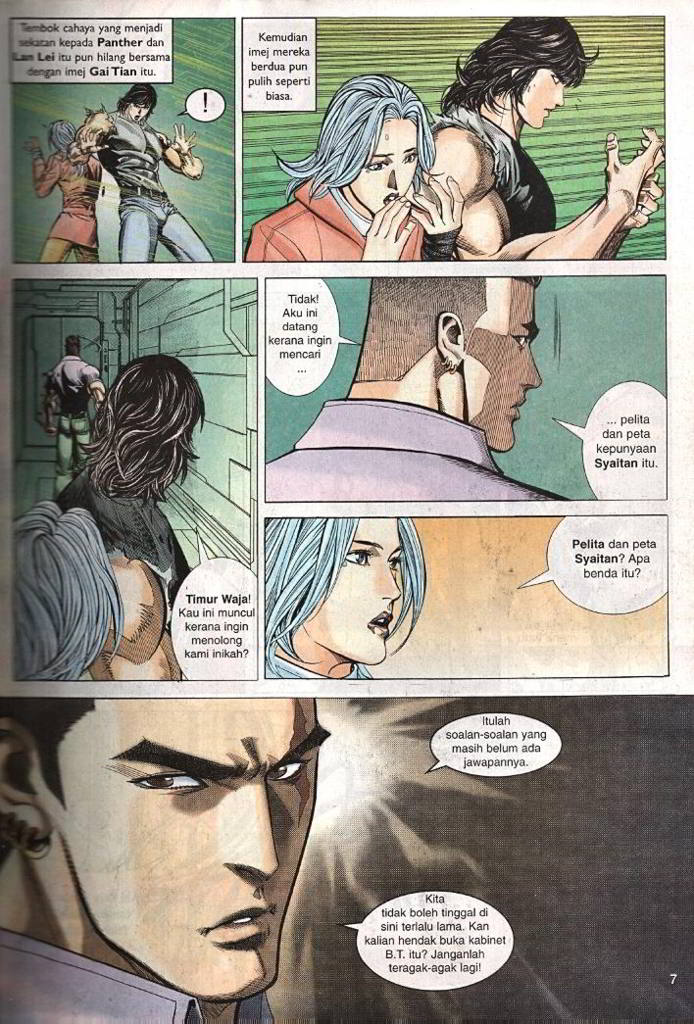 Tembok cahaya yang menjadi
sekatan kepada Panther dan
Lan Lei itu pun hilang bersama
dengan imej Gai Tian itu.
!
Kemudian
imej mereka
berdua pun
pulih seperti
biasa.
Timur Waja!
Kau ini muncul
kerana ingin
menolong
kami inikah?
Tidak!
Aku ini
datang
kerana ingin
mencari
...
... pelita
dan peta
kepunyaan
Syaitan itu.
Pelita dan peta
Syaitan? Apa
benda itu?
Itulah
soalan-soalan yang
masih belum ada
jawapannya.
Kita
tidak boleh tinggal di
sini terlalu lama. Kan
kalian hendak buka kabinet
B.T. itu? Janganlah
teragak-agak lagi!
7